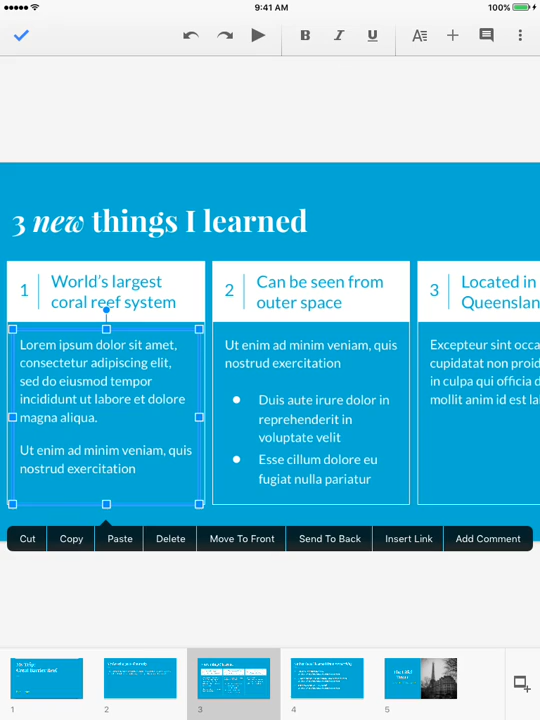 9:41 AM
100%
B I U A
3 new things I learned
1
World's largest
coral reef system
2
Can be seen from
outer space
3
Located in
Queenslan
Lorem ipsum dolor sit amet,
consectetur adipiscing elit,
sed do eiusmod tempor
incididunt ut labore et dolore
magna aliqua.
Ut enim ad minim veniam, quis
nostrud exercitation
Ut enim ad minim veniam, quis
nostrud exercitation
Duis aute irure dolor in
reprehenderit in
voluptate velit
Esse cillum dolore eu
fugiat nulla pariatur
Excepteur sint occa
cupidatat non proid
in culpa qui officia d
mollit anim id est la
Cut Copy Paste Delete Move To Front Send To Back Insert Link Add Comment
1 2 3 4 5